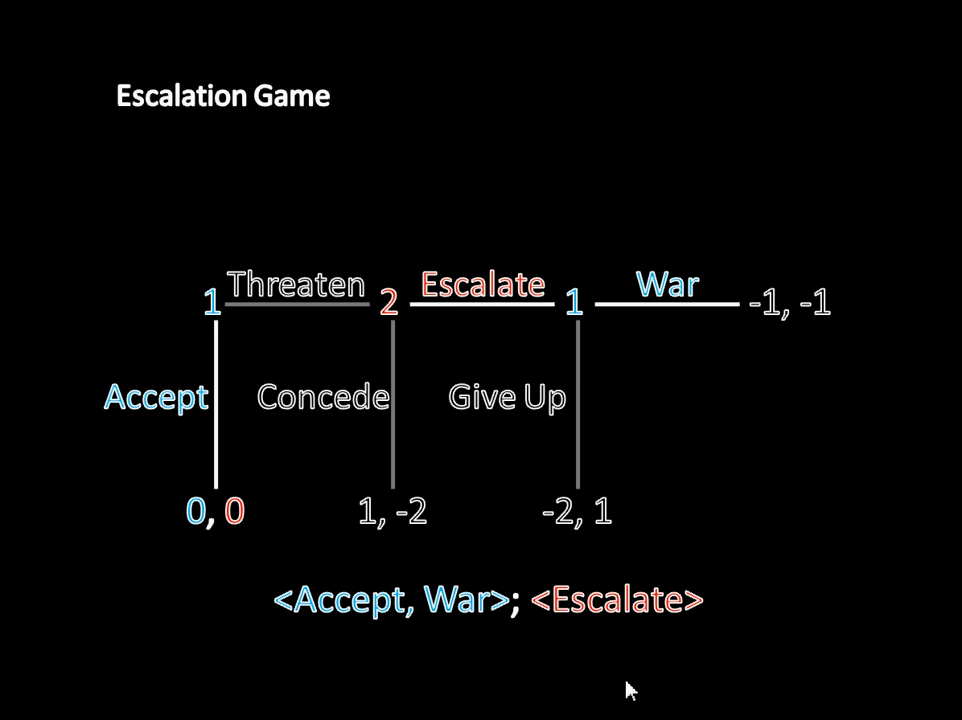 Escalation Game
Threaten Escalate War
1 2 1 -1, -1
Accept Concede Give Up
0, 0 1, -2 -2, 1
<Accept, War>; <Escalate>